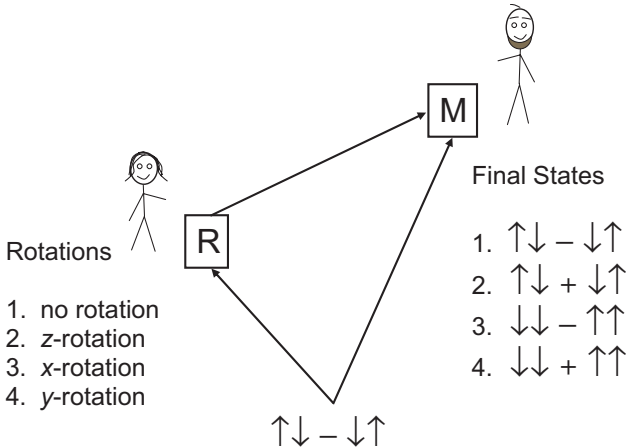 M
R
Rotations
1. no rotation
2. z-rotation
3. x-rotation
4. y-rotation
Final States
1. ↑↓ – ↓↑
2. ↑↓ + ↓↑
3. ↓↓ – ↑↑
4. ↓↓ + ↑↑
↑↓ – ↓↑